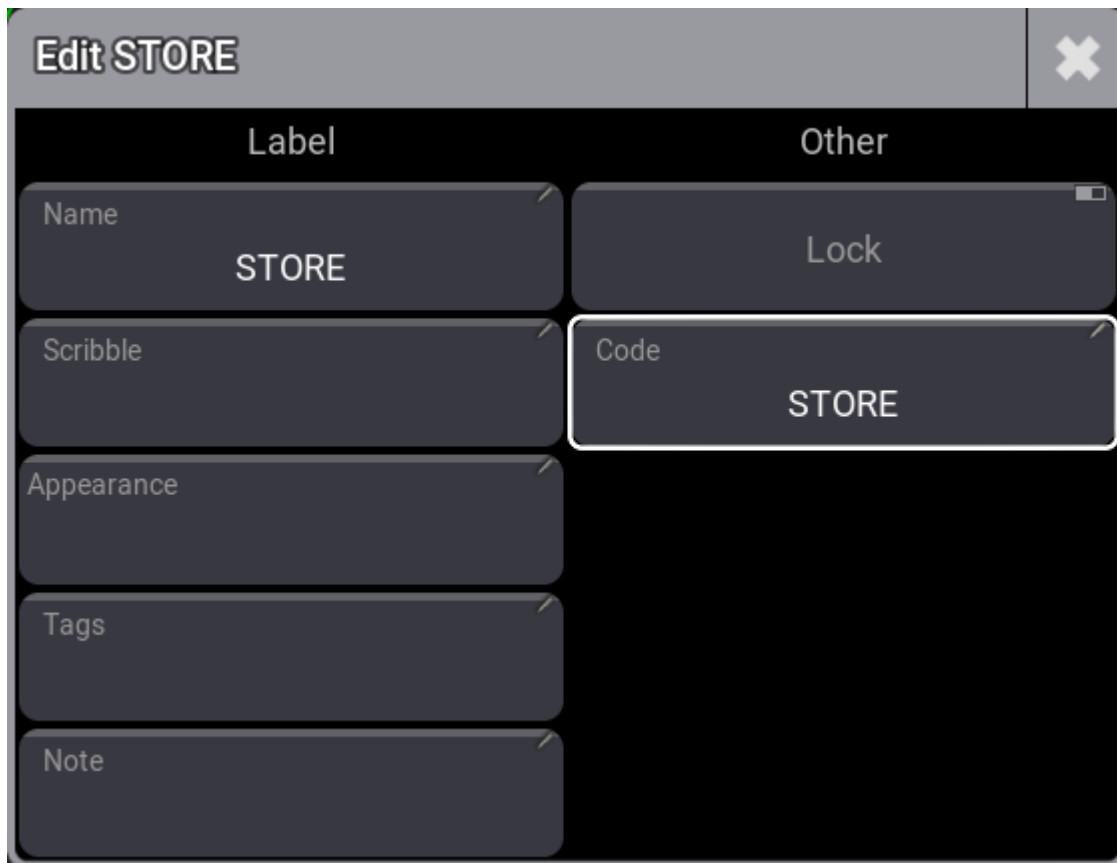 Edit STORE
Label
Other
Name
STORE
Lock
Scribble
Code
STORE
Appearance
Tags
Note